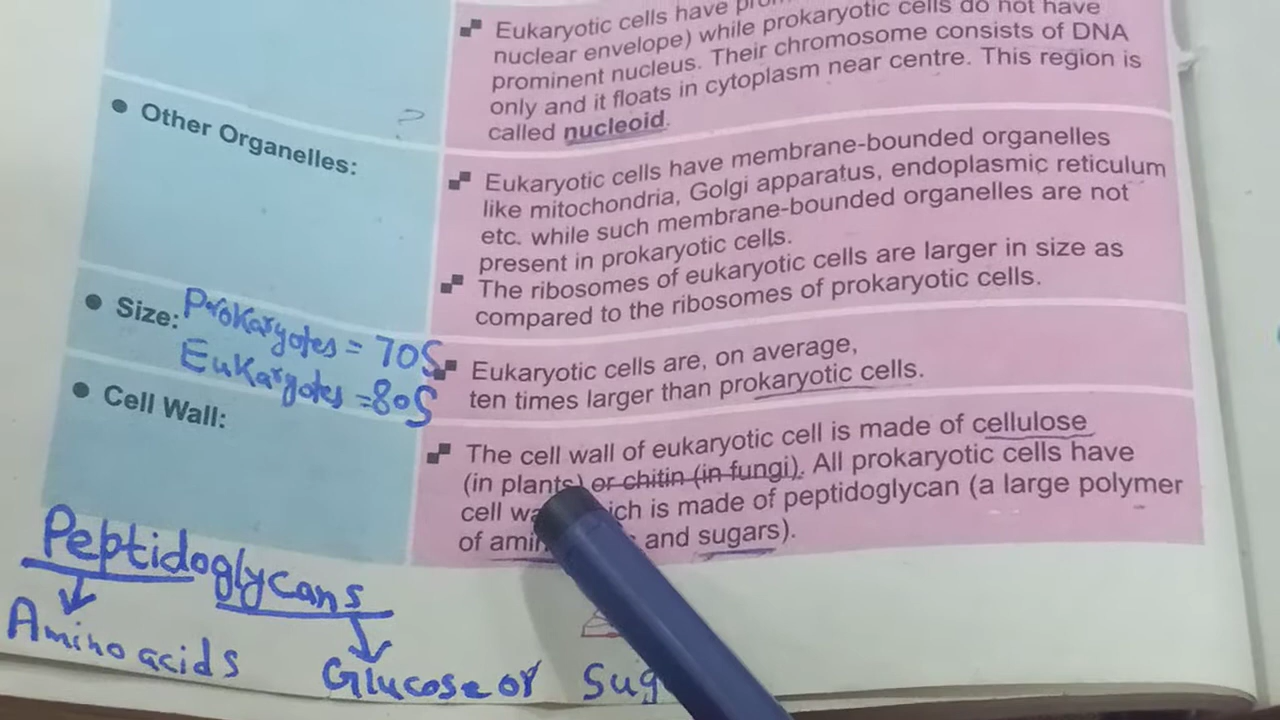 Eukaryotic cells have
nuclear envelope) while prokaryotic cells do not have
prominent nucleus. Their chromosome consists of DNA
only and it floats in cytoplasm near centre. This region is
called nucleoid.
● Other Organelles:
?
Eukaryotic cells have membrane-bounded organelles
like mitochondria, Golgi apparatus, endoplasmic reticulum
etc. while such membrane-bounded organelles are not
present in prokaryotic cells.
The ribosomes of eukaryotic cells are larger in size as
compared to the ribosomes of prokaryotic cells.
● Size:
Prokaryotes = 70S
Eukaryotes = 80S
Eukaryotic cells are, on average,
ten times larger than prokaryotic cells.
● Cell Wall:
The cell wall of eukaryotic cell is made of cellulose
(in plants) or chitin (in fungi). All prokaryotic cells have
cell is made of peptidoglycan (a large polymer
of and sugars).
Peptidoglycans
Amino acids
Glucose or